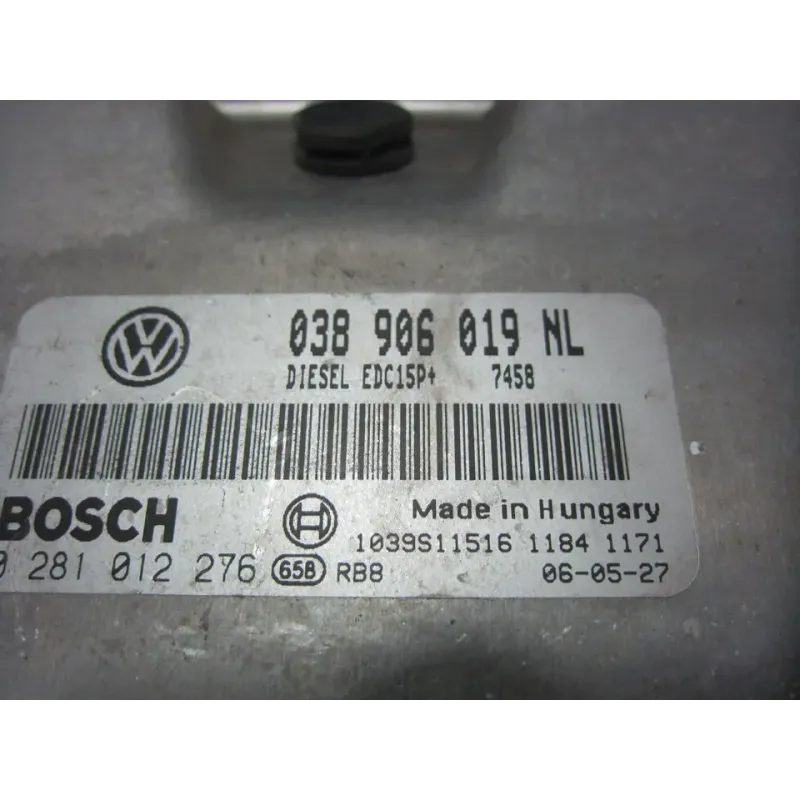 038 906 019 NL
DIESEL EDC15P+ 7458
BOSCH
Made in Hungary
1039S11516 1184 1171
0 281 012 276 65B RB8 06-05-27